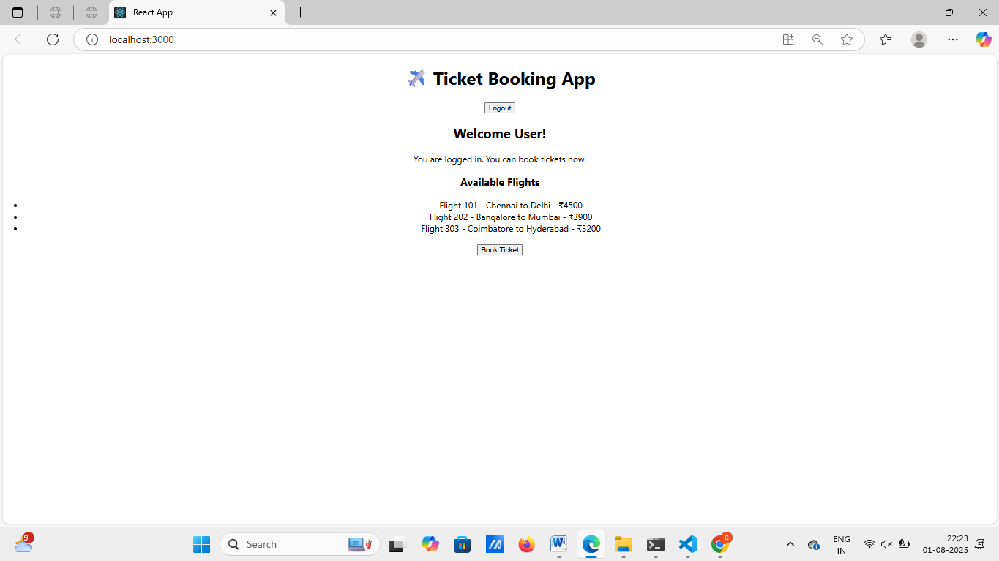 React App
localhost:3000
✈️ Ticket Booking App
Logout
Welcome User!
You are logged in. You can book tickets now.
Available Flights
• Flight 101 - Chennai to Delhi - ₹4500
• Flight 202 - Bangalore to Mumbai - ₹3900
• Flight 303 - Coimbatore to Hyderabad - ₹3200
Book Ticket
9+
Search
C
ENG
IN
22:23
01-08-2025